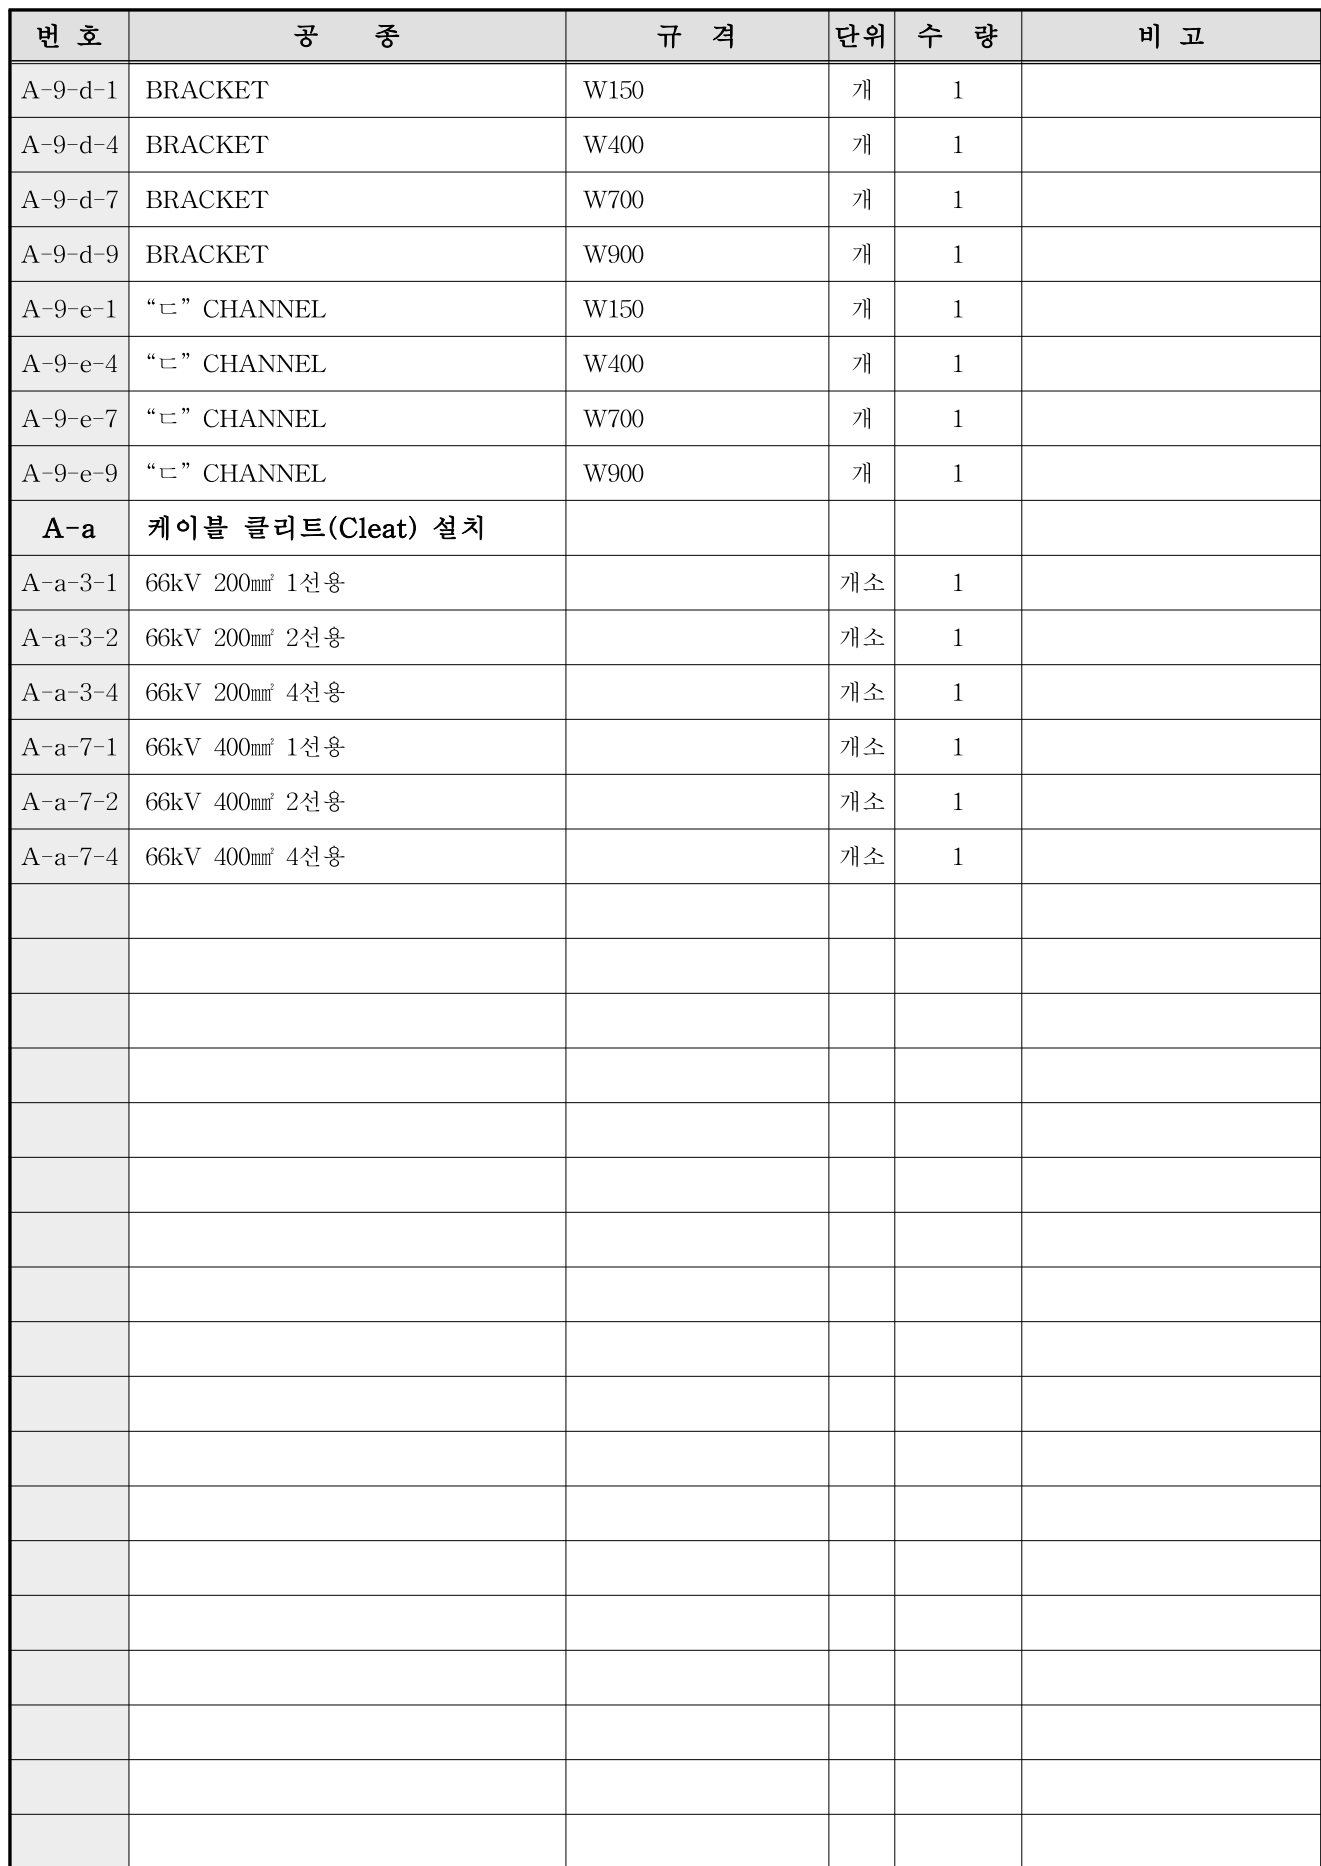 번 호 공 종 규 격 단위 수 량 비 고
A-9-d-1 BRACKET W150 개 1
A-9-d-4 BRACKET W400 개 1
A-9-d-7 BRACKET W700 개 1
A-9-d-9 BRACKET W900 개 1
A-9-e-1 “ㄷ” CHANNEL W150 개 1
A-9-e-4 “ㄷ” CHANNEL W400 개 1
A-9-e-7 “ㄷ” CHANNEL W700 개 1
A-9-e-9 “ㄷ” CHANNEL W900 개 1
A-a 케이블 클리트(Cleat) 설치
A-a-3-1 66kV 200㎟ 1선용 개소 1
A-a-3-2 66kV 200㎟ 2선용 개소 1
A-a-3-4 66kV 200㎟ 4선용 개소 1
A-a-7-1 66kV 400㎟ 1선용 개소 1
A-a-7-2 66kV 400㎟ 2선용 개소 1
A-a-7-4 66kV 400㎟ 4선용 개소 1